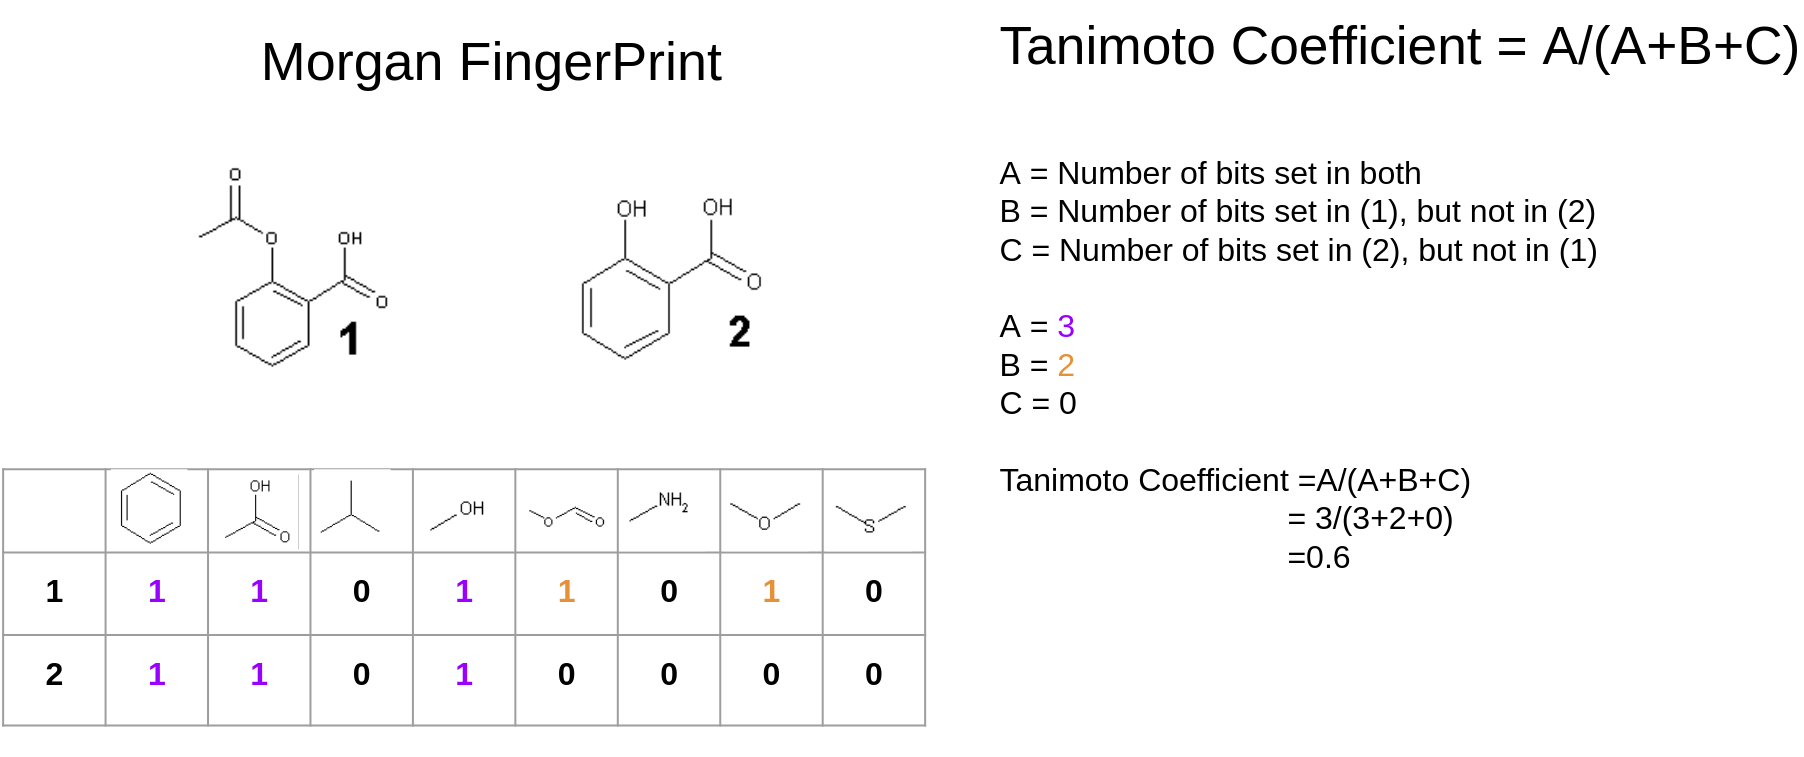 Morgan FingerPrint
O
O
OH
O
1
OH
OH
O
2
OH
O
OH
O
O
NH2
O
S
1 1 1 0 1 1 0 1 0
2 1 1 0 1 0 0 0 0
Tanimoto Coefficient = A/(A+B+C)
A = Number of bits set in both
B = Number of bits set in (1), but not in (2)
C = Number of bits set in (2), but not in (1)
A = 3
B = 2
C = 0
Tanimoto Coefficient =A/(A+B+C)
= 3/(3+2+0)
=0.6